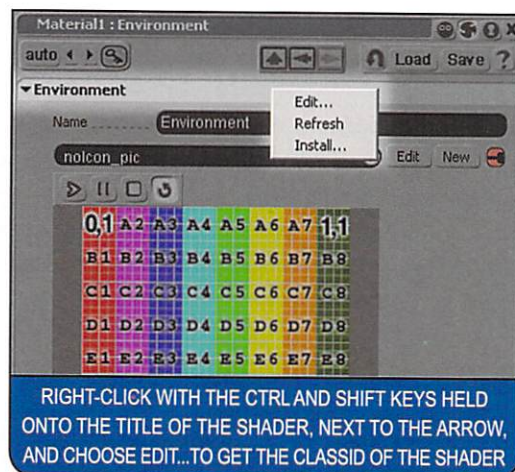 Material1 : Environment
auto
Load Save ?
Environment
Edit...
Refresh
Install...
Name Environment
noIcon_pic Edit New
0,1 A2 A3 A4 A5 A6 A7 1,1
B1 B2 B3 B4 B5 B6 B7 B8
C1 C2 C3 C4 C5 C6 C7 C8
D1 D2 D3 D4 D5 D6 D7 D8
E1 E2 E3 E4 E5 E6 E7 E8
RIGHT-CLICK WITH THE CTRL AND SHIFT KEYS HELD
ONTO THE TITLE OF THE SHADER, NEXT TO THE ARROW,
AND CHOOSE EDIT...TO GET THE CLASSID OF THE SHADER